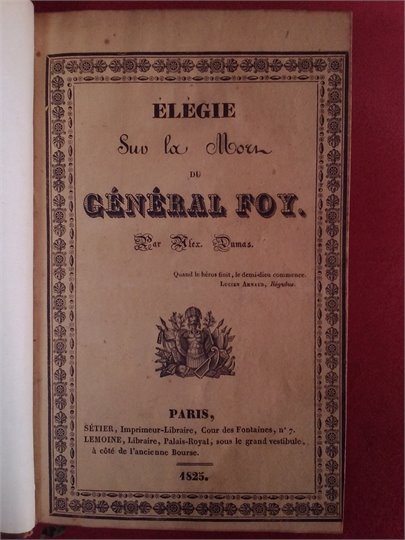 ÉLÉGIE
Sur la Mort
DU
GÉNÉRAL FOY.
Par Alex. Dumas.
Quand le héros finit, le demi-dieu commence.
LUCIEN ARNAUD, Régulus.
PARIS,
SÉTIER, Imprimeur-Libraire, Cour des Fontaines, n° 7.
LEMOINE, Libraire, Palais-Royal, sous le grand vestibule,
à côté de l'ancienne Bourse.
1825.